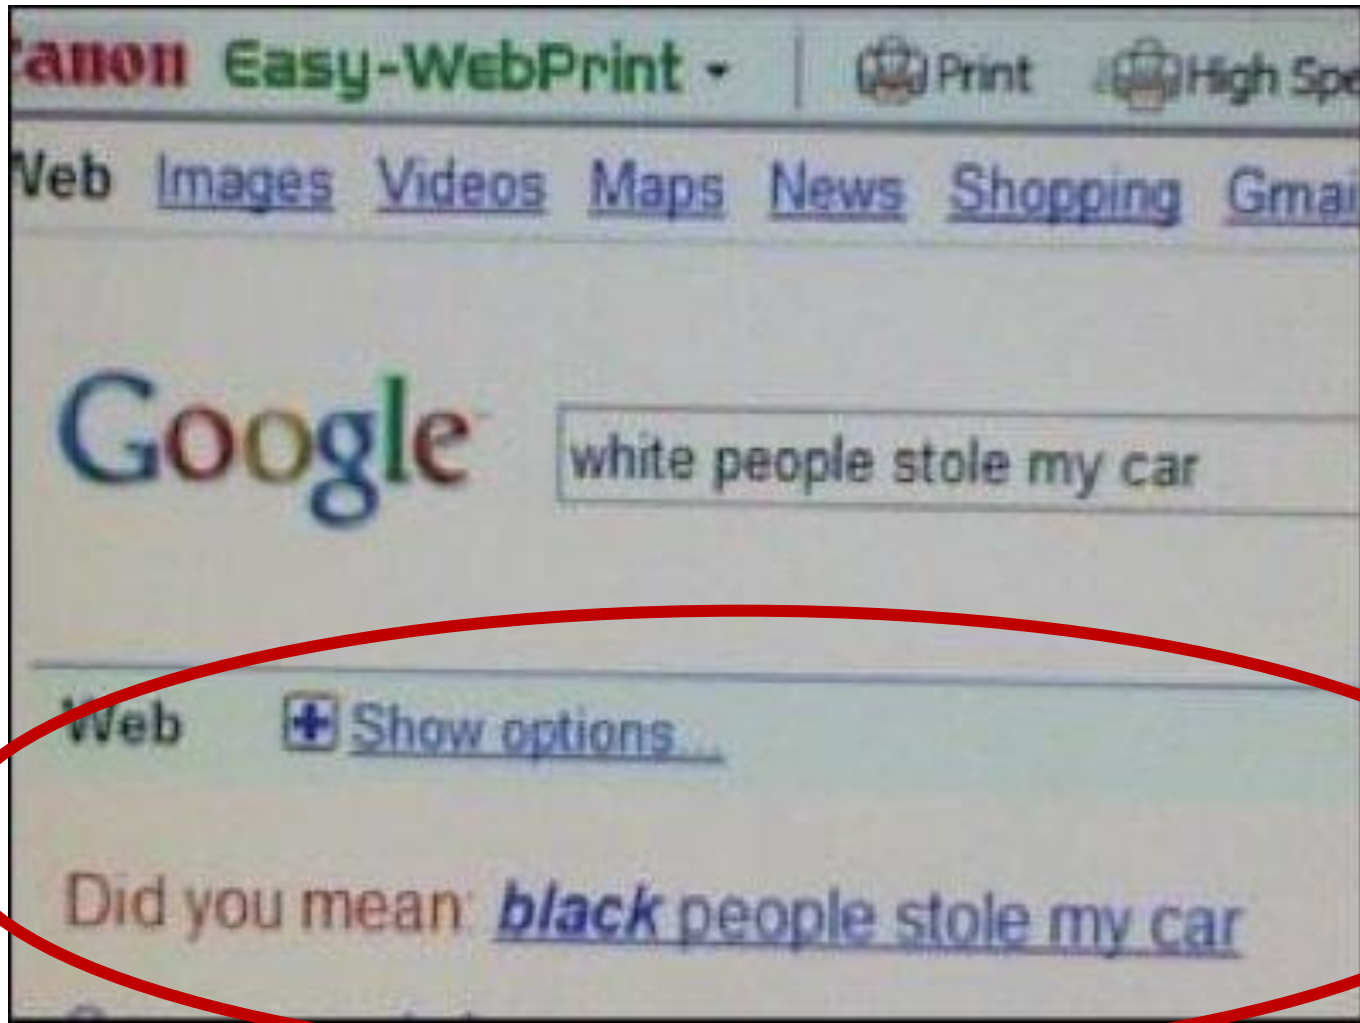 Canon Easy-WebPrint Print High Spe
Web Images Videos Maps News Shopping Gmai
Google white people stole my car
Web + Show options...
Did you mean: black people stole my car